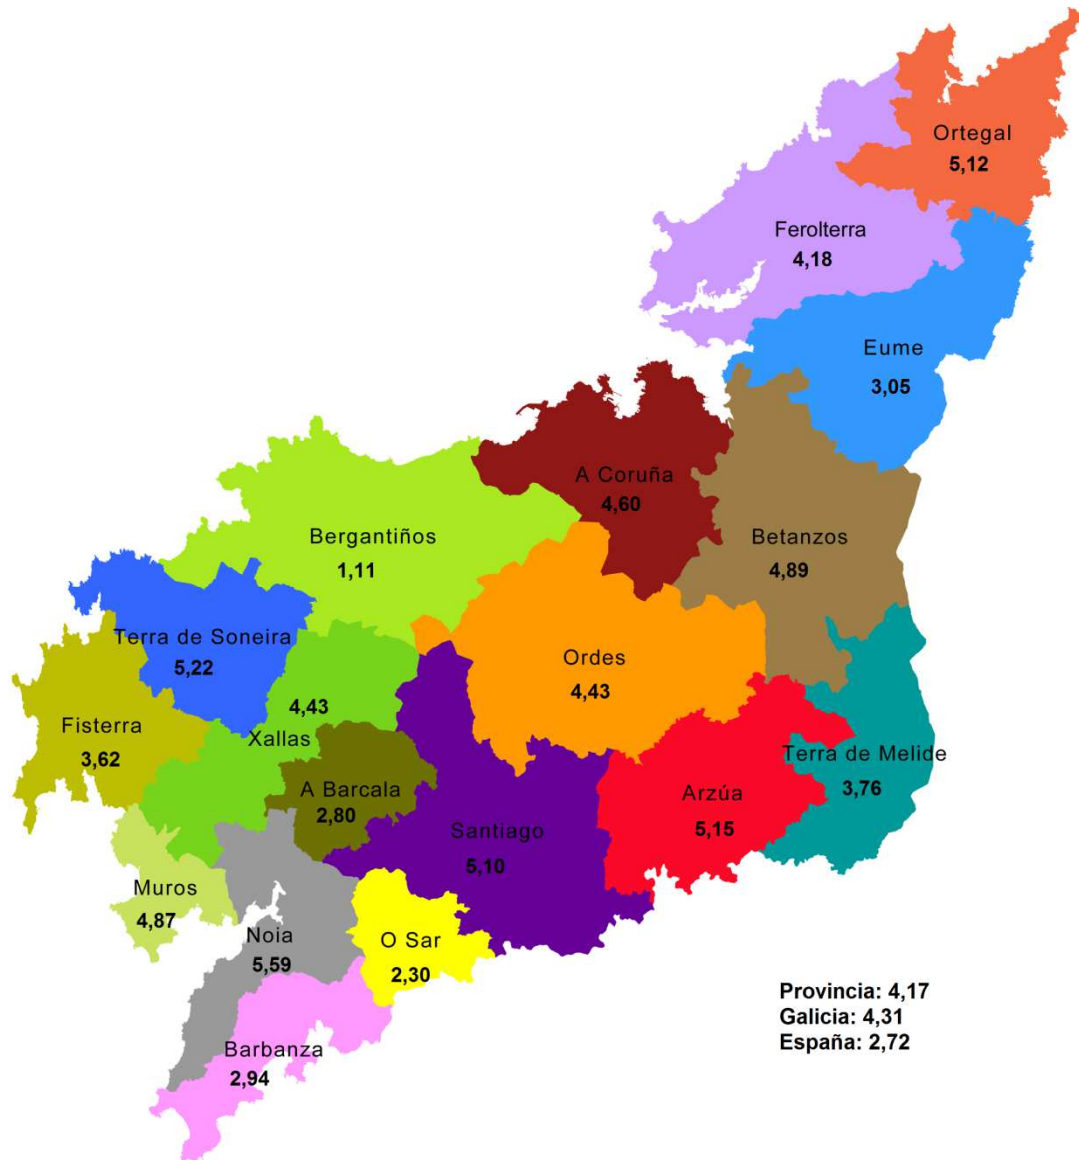 Ortegal
5,12
Ferolterra
4,18
Eume
3,05
A Coruña
4,60
Bergantiños
1,11
Betanzos
4,89
Terra de Soneira
5,22
Ordes
4,43
4,43
Xallas
Fisterra
3,62
Terra de Melide
3,76
A Barcala
2,80
Arzúa
5,15
Santiago
5,10
Muros
4,87
Noia
5,59
O Sar
2,30
Barbanza
2,94
Provincia: 4,17
Galicia: 4,31
España: 2,72